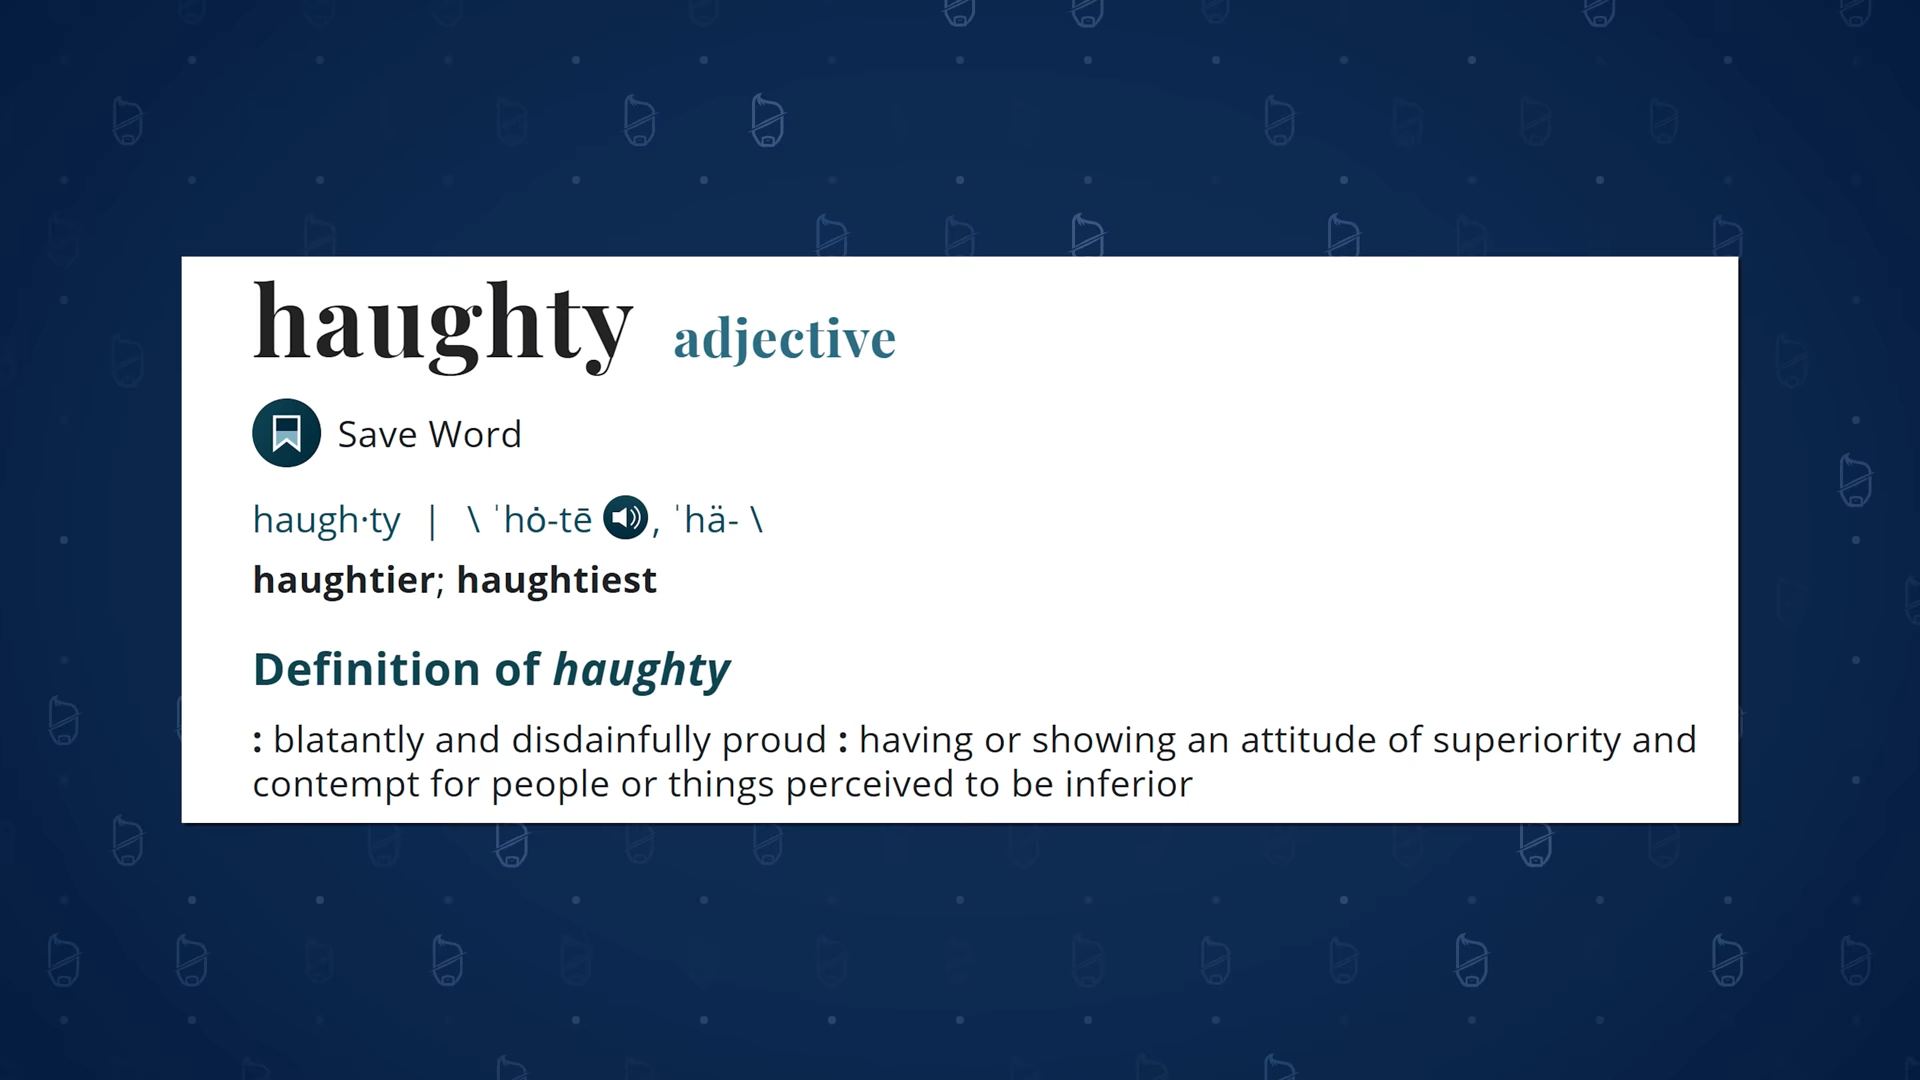 haughty adjective
Save Word
haugh·ty | \ ˈhȯ-tē , ˈhä- \
haughtier; haughtiest
Definition of haughty
: blatantly and disdainfully proud : having or showing an attitude of superiority and
contempt for people or things perceived to be inferior